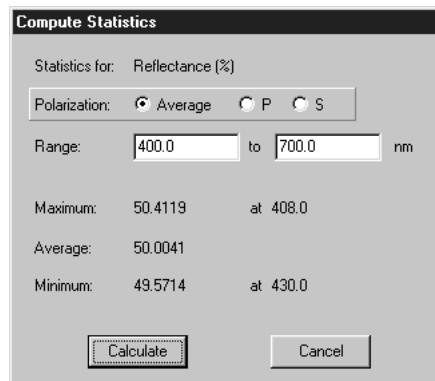 Compute Statistics
Statistics for: Reflectance (%)
Polarization: Average P S
Range: 400.0 to 700.0 nm
Maximum: 50.4119 at 408.0
Average: 50.0041
Minimum: 49.5714 at 430.0
Calculate Cancel